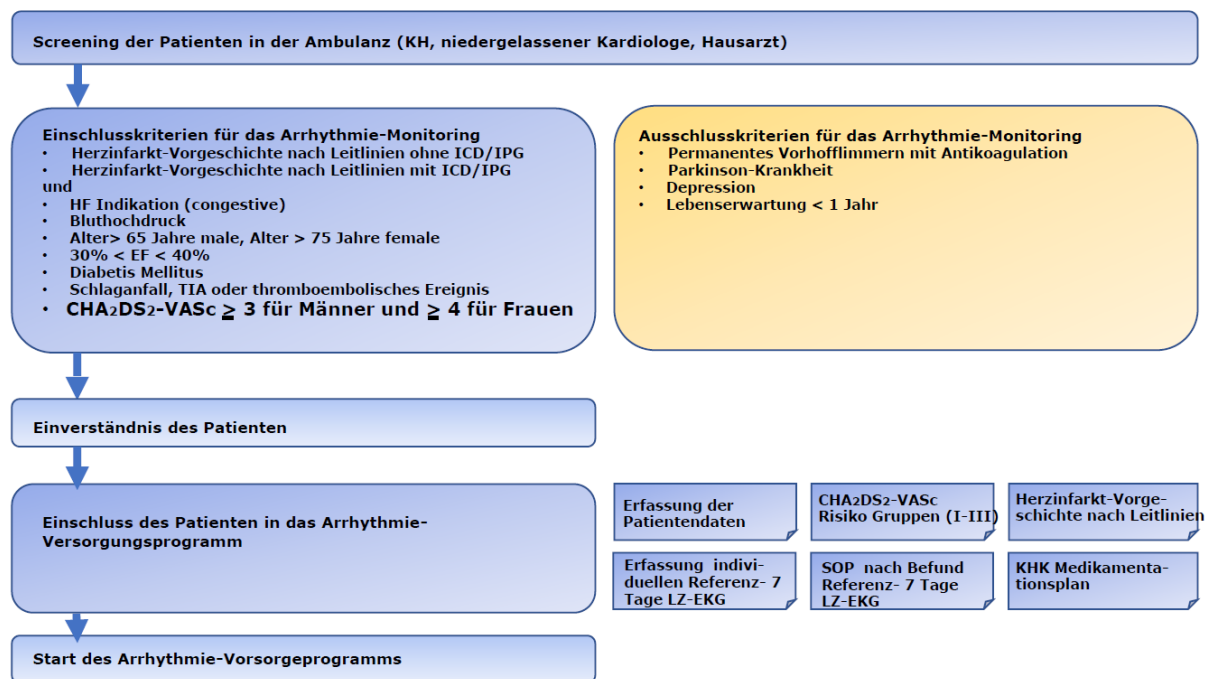 Screening der Patienten in der Ambulanz (KH, niedergelassener Kardiologe, Hausarzt)
Einschlusskriterien für das Arrhythmie-Monitoring
• Herzinfarkt-Vorgeschichte nach Leitlinien ohne ICD/IPG
• Herzinfarkt-Vorgeschichte nach Leitlinien mit ICD/IPG
und
• HF Indikation (congestive)
• Bluthochdruck
• Alter> 65 Jahre male, Alter > 75 Jahre female
• 30% < EF < 40%
• Diabetis Mellitus
• Schlaganfall, TIA oder thromboembolisches Ereignis
• CHA₂DS₂-VASc ≥ 3 für Männer und ≥ 4 für Frauen
Ausschlusskriterien für das Arrhythmie-Monitoring
• Permanentes Vorhofflimmern mit Antikoagulation
• Parkinson-Krankheit
• Depression
• Lebenserwartung < 1 Jahr
Einverständnis des Patienten
Einschluss des Patienten in das Arrhythmie-
Versorgungsprogramm
Erfassung der
Patientendaten
CHA₂DS₂-VASc
Risiko Gruppen (I-III)
Herzinfarkt-Vorge-
schichte nach Leitlinien
Erfassung indivi-
duellen Referenz- 7
Tage LZ-EKG
SOP nach Befund
Referenz- 7 Tage
LZ-EKG
KHK Medikamenta-
tionsplan
Start des Arrhythmie-Vorsorgeprogramms